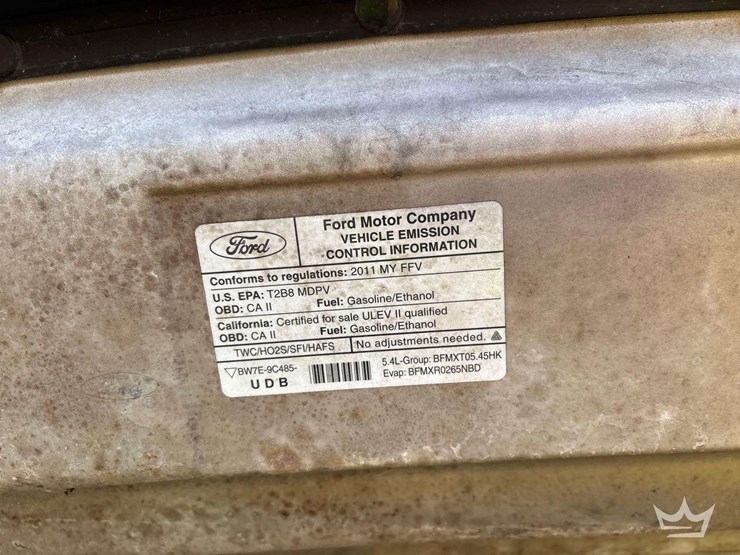 Ford
Ford Motor Company
VEHICLE EMISSION
CONTROL INFORMATION
Conforms to regulations: 2011 MY FFV
U.S. EPA: T2B8 MDPV
OBD: CA II Fuel: Gasoline/Ethanol
California: Certified for sale ULEV II qualified
OBD: CA II Fuel: Gasoline/Ethanol
TWC/HO2S/SFI/HAFS No adjustments needed.
BW7E-9C485-
UDB
5.4L-Group: BFMXT05.45HK
Evap: BFMXR0265NBD